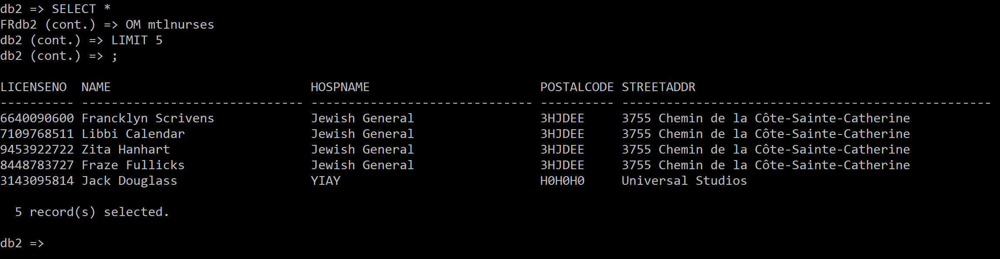 db2 => SELECT *
FRdb2 (cont.) => OM mtlnurses
db2 (cont.) => LIMIT 5
db2 (cont.) => ;
LICENSENO  NAME                           HOSPNAME                       POSTALCODE STREETADDR
---------- ------------------------------ ------------------------------ ---------- --------------------------------------------------
6640090600 Francklyn Scrivens             Jewish General                 3HJDEE     3755 Chemin de la Côte-Sainte-Catherine
7109768511 Libbi Calendar                 Jewish General                 3HJDEE     3755 Chemin de la Côte-Sainte-Catherine
9453922722 Zita Hanhart                   Jewish General                 3HJDEE     3755 Chemin de la Côte-Sainte-Catherine
8448783727 Fraze Fullicks                 Jewish General                 3HJDEE     3755 Chemin de la Côte-Sainte-Catherine
3143095814 Jack Douglass                  YIAY                           H0H0H0     Universal Studios
  5 record(s) selected.
db2 =>